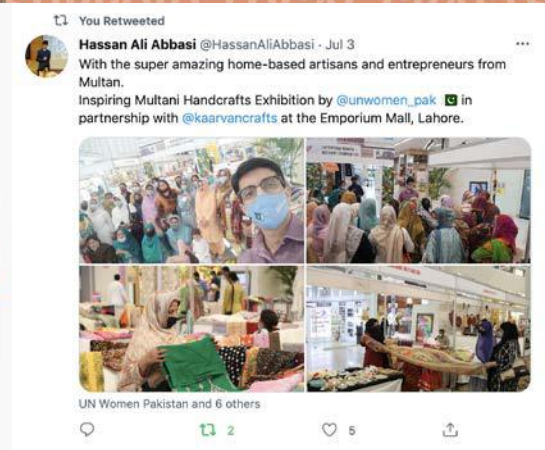 You Retweeted
Hassan Ali Abbasi @HassanAliAbbasi · Jul 3
With the super amazing home-based artisans and entrepreneurs from
Multan.
Inspiring Multani Handcrafts Exhibition by @unwomen_pak 🇵🇰 in
partnership with @kaarvancrafts at the Emporium Mall, Lahore.
UN Women Pakistan and 6 others
2 5